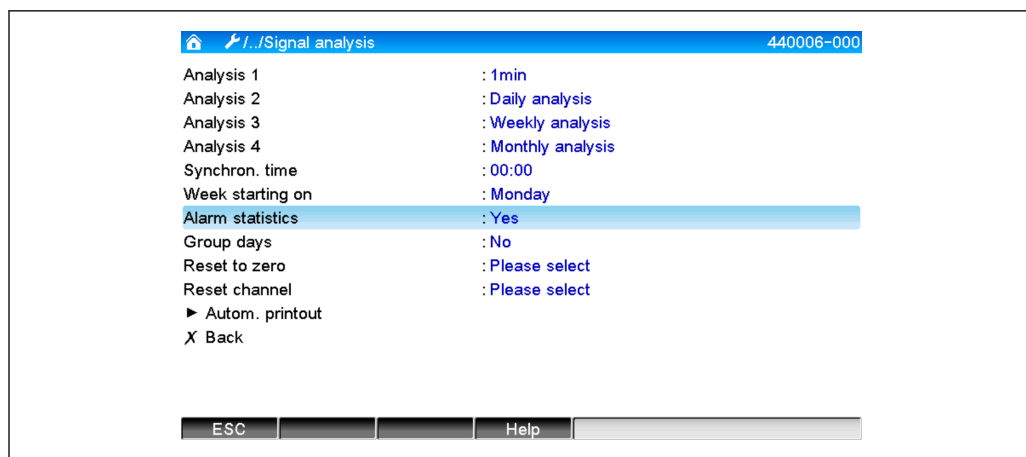 /../Signal analysis 440006-000
Analysis 1 : 1min
Analysis 2 : Daily analysis
Analysis 3 : Weekly analysis
Analysis 4 : Monthly analysis
Synchron. time : 00:00
Week starting on : Monday
Alarm statistics : Yes
Group days : No
Reset to zero : Please select
Reset channel : Please select
► Autom. printout
X Back
ESC Help